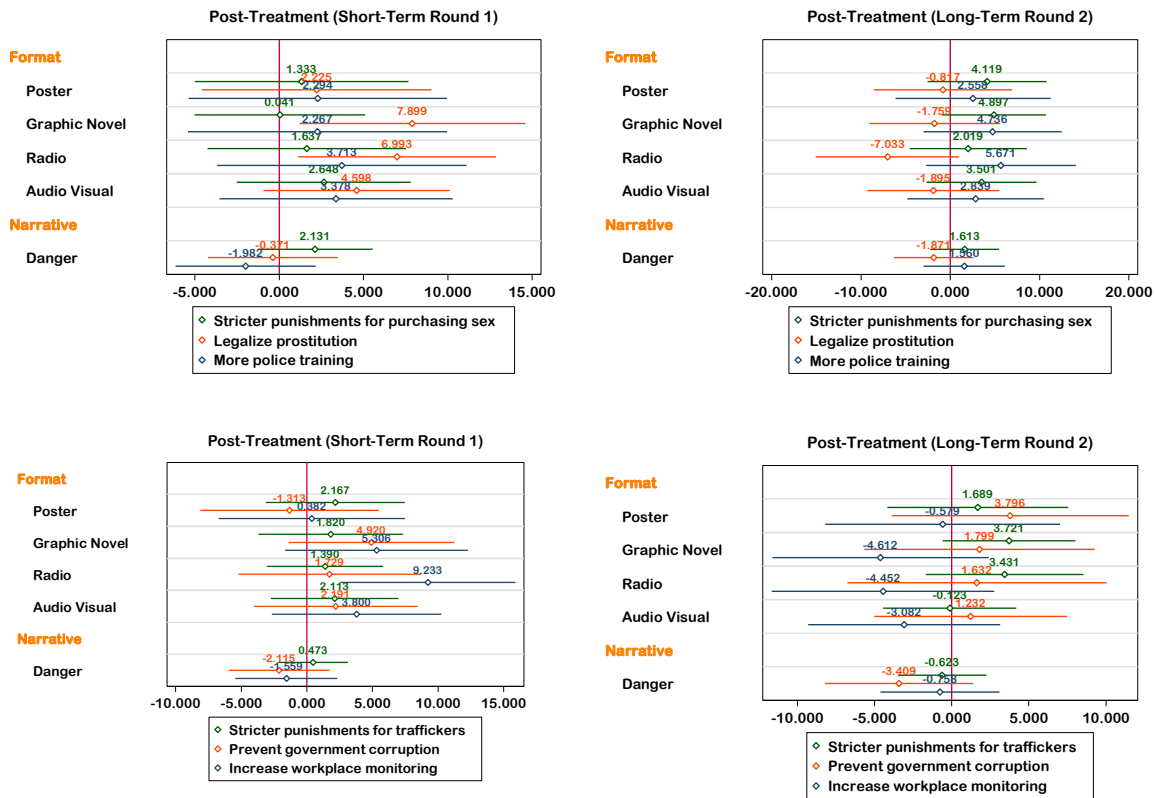 Post-Treatment (Short-Term Round 1)
Format
1.333
2.225
Poster
2.294
0.041
7.899
Graphic Novel
2.267
1.637
6.993
Radio
3.713
2.648
4.598
Audio Visual
3.378
Narrative
2.131
-0.371
Danger
-1.982
-5.000 0.000 5.000 10.000 15.000
Stricter punishments for purchasing sex
Legalize prostitution
More police training
Post-Treatment (Long-Term Round 2)
Format
4.119
-0.817
Poster
2.558
4.897
-1.759
Graphic Novel
4.736
2.019
-7.033
Radio
5.671
3.501
-1.895
Audio Visual
2.839
Narrative
1.613
-1.871
Danger
1.560
-20.000 -10.000 0.000 10.000 20.000
Stricter punishments for purchasing sex
Legalize prostitution
More police training
Post-Treatment (Short-Term Round 1)
Format
2.167
-1.313
Poster
0.382
1.820
4.920
Graphic Novel
5.306
1.390
1.729
Radio
9.233
2.113
2.191
Audio Visual
3.800
Narrative
0.473
-2.115
Danger
-1.559
-10.000 -5.000 0.000 5.000 10.000 15.000
Stricter punishments for traffickers
Prevent government corruption
Increase workplace monitoring
Post-Treatment (Long-Term Round 2)
Format
1.689
3.796
Poster
-0.579
3.721
1.799
Graphic Novel
-4.612
3.431
1.632
Radio
-4.452
-0.123
1.232
Audio Visual
-3.082
Narrative
-0.623
-3.409
Danger
-0.758
-10.000 -5.000 0.000 5.000 10.000
Stricter punishments for traffickers
Prevent government corruption
Increase workplace monitoring